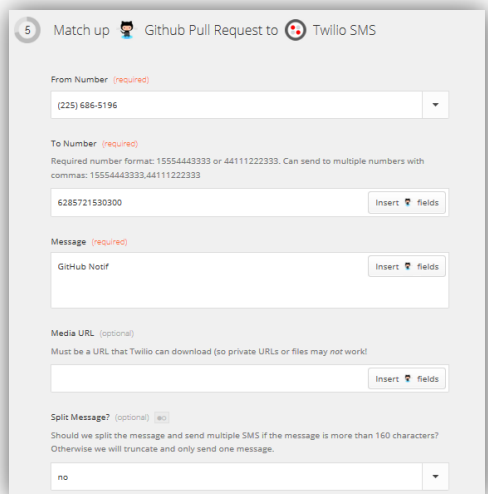 5 Match up Github Pull Request to Twilio SMS
From Number (required)
(225) 686-5196
To Number (required)
Required number format: 15554443333 or 44111222333. Can send to multiple numbers with
commas: 15554443333,44111222333
6285721530300 Insert fields
Message (required)
GitHub Notif Insert fields
Media URL (optional)
Must be a URL that Twilio can download (so private URLs or files may not work!
Insert fields
Split Message? (optional)
Should we split the message and send multiple SMS if the message is more than 160 characters?
Otherwise we will truncate and only send one message.
no